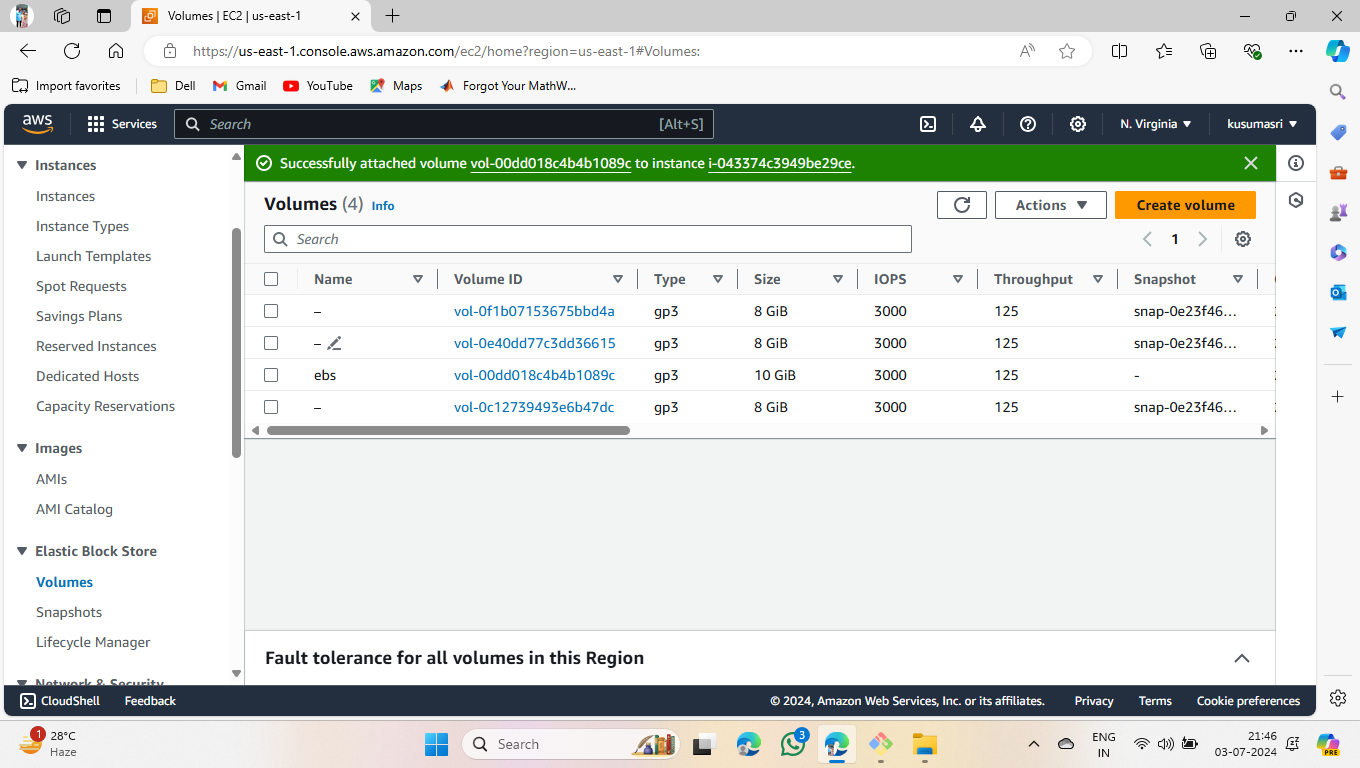 Volumes | EC2 | us-east-1
https://us-east-1.console.aws.amazon.com/ec2/home?region=us-east-1#Volumes:
Import favorites Dell Gmail YouTube Maps Forgot Your MathW...
aws Services Search [Alt+S] N. Virginia kusumasri
Successfully attached volume vol-00dd018c4b4b1089c to instance i-043374c3949be29ce.
Instances
Instances
Instance Types
Launch Templates
Spot Requests
Savings Plans
Reserved Instances
Dedicated Hosts
Capacity Reservations
Images
AMIs
AMI Catalog
Elastic Block Store
Volumes
Snapshots
Lifecycle Manager
Network & Security
Volumes (4) Info
Actions Create volume
Search 1
Name Volume ID Type Size IOPS Throughput Snapshot
– vol-0f1b07153675bbd4a gp3 8 GiB 3000 125 snap-0e23f46...
– vol-0e40dd77c3dd36615 gp3 8 GiB 3000 125 snap-0e23f46...
ebs vol-00dd018c4b4b1089c gp3 10 GiB 3000 125 -
– vol-0c12739493e6b47dc gp3 8 GiB 3000 125 snap-0e23f46...
Fault tolerance for all volumes in this Region
CloudShell Feedback © 2024, Amazon Web Services, Inc. or its affiliates. Privacy Terms Cookie preferences
1 28°C
Haze
Search
3
PRE
ENG
IN
21:46
03-07-2024